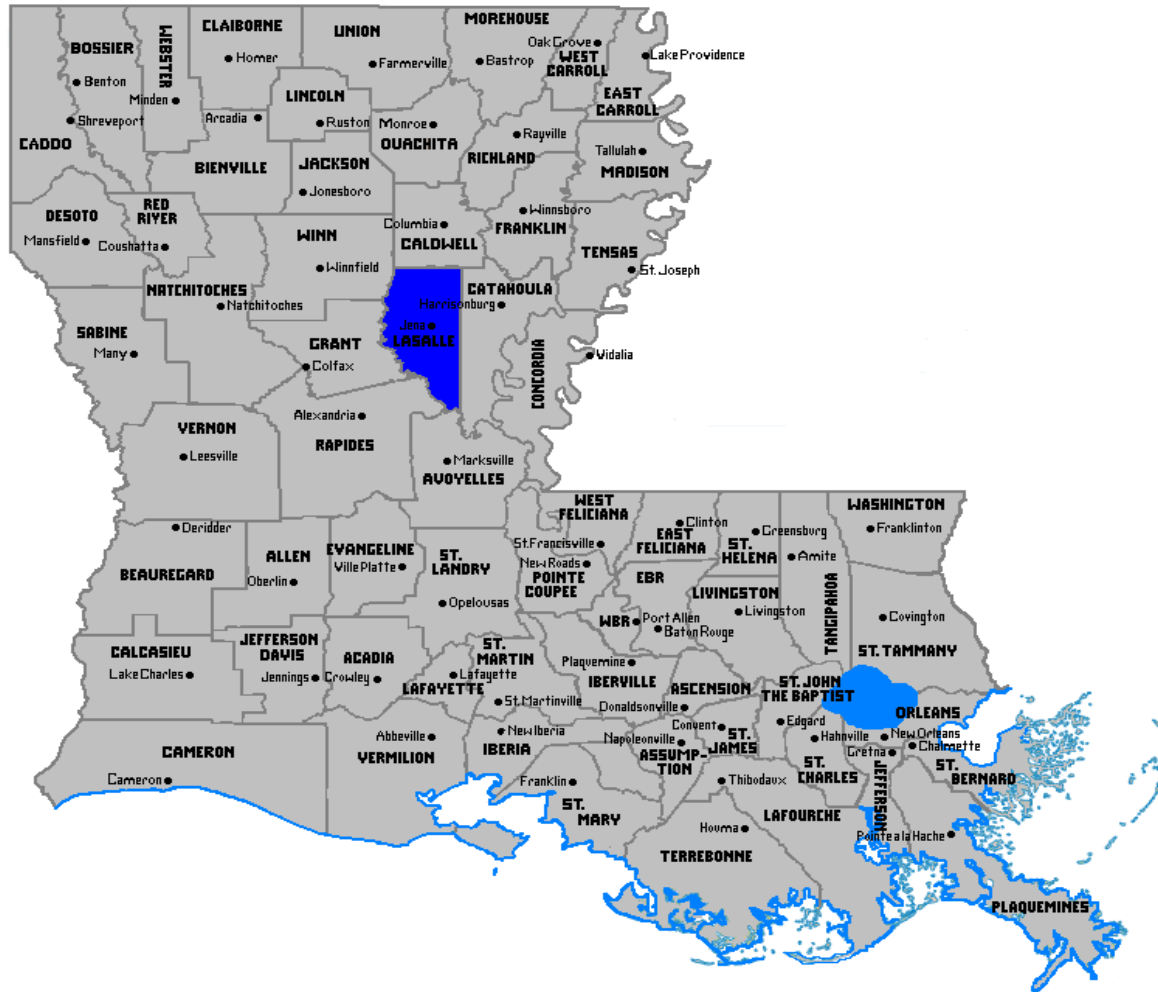 CLAIBORNE
UNION
MOREHOUSE
BOSSIER
WEBSTER
Oak Grove
WEST
CARROLL
Lake Providence
Homer
Farmerville
Bastrop
Benton
EAST
CARROLL
Minden
LINCOLN
Shreveport
Arcadia
Ruston
Monroe
OUACHITA
Rayville
RICHLAND
Tallulah
MADISON
CADDO
BIENVILLE
JACKSON
Jonesboro
DESOTO
RED
RIVER
Mansfield
Coushatta
WINN
Winnfield
Columbia
CALDWELL
Winnsboro
FRANKLIN
TENSAS
St. Joseph
NATCHITOCHES
Natchitoches
CATAHOULA
Harrisonburg
SABINE
Many
GRANT
Colfax
Jena
LASALLE
CONCORDIA
Vidalia
VERNON
Leesville
Alexandria
RAPIDES
Marksville
AVOYELLES
WEST
FELICIANA
WASHINGTON
Franklinton
Deridder
BEAUREGARD
ALLEN
Oberlin
EVANGELINE
Ville Platte
ST.
LANDRY
Opelousas
St. Francisville
New Roads
POINTE
COUPEE
Clinton
EAST
FELICIANA
Greensburg
ST.
HELENA
Amite
EBR
LIVINGSTON
Livingston
TANGIPAHOA
Covington
ST. TAMMANY
WBR
Port Allen
Baton Rouge
CALCASIEU
Lake Charles
JEFFERSON
DAVIS
Jennings
ACADIA
Crowley
LAFAYETTE
Lafayette
ST.
MARTIN
St. Martinville
Plaquemine
IBERVILLE
ASCENSION
Donaldsonville
ST. JOHN
THE BAPTIST
Edgard
ORLEANS
New Orleans
CAMERON
Cameron
Abbeville
VERMILION
New Iberia
IBERIA
Convent
Napoleonville
ASSUMP-
TION
ST.
JAMES
Hahnville
ST.
CHARLES
Gretna
JEFFERSON
Chalmette
ST.
BERNARD
Franklin
ST.
MARY
Thibodaux
LAFOURCHE
Houma
TERREBONNE
Pointe a la Hache
PLAQUEMINES